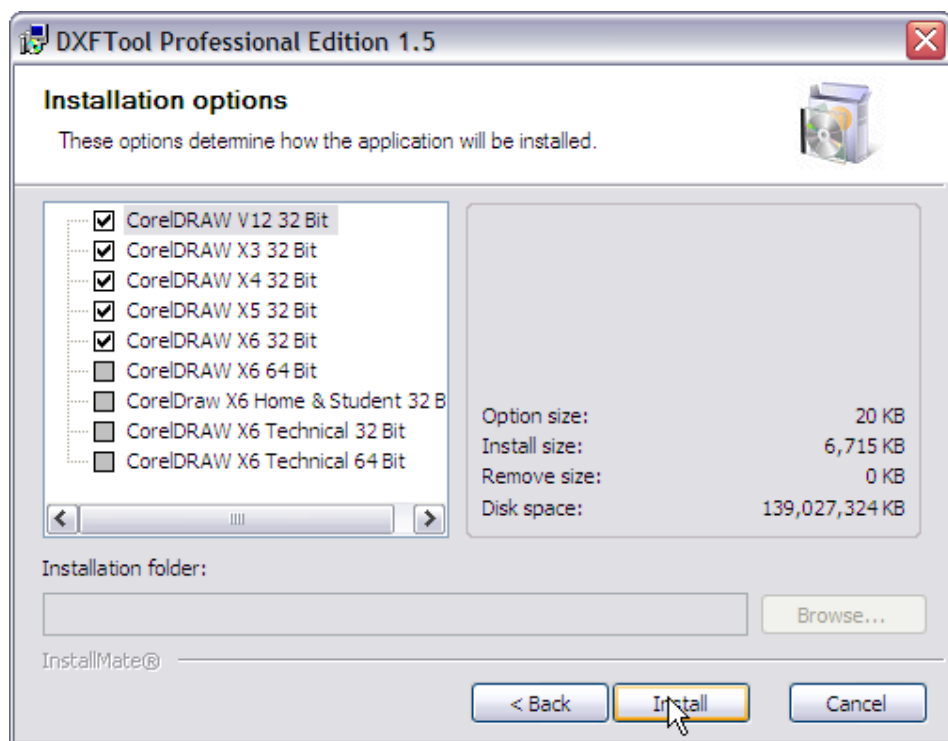 DXFTool Professional Edition 1.5
Installation options
These options determine how the application will be installed.
CorelDRAW V12 32 Bit
CorelDRAW X3 32 Bit
CorelDRAW X4 32 Bit
CorelDRAW X5 32 Bit
CorelDRAW X6 32 Bit
CorelDRAW X6 64 Bit
CorelDraw X6 Home & Student 32 B
CorelDRAW X6 Technical 32 Bit
CorelDRAW X6 Technical 64 Bit
Option size: 20 KB
Install size: 6,715 KB
Remove size: 0 KB
Disk space: 139,027,324 KB
Installation folder:
Browse...
InstallMate®
< Back Install Cancel